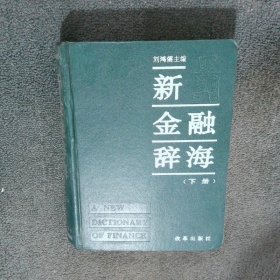 刘鸿儒主编
新
金融
辞海
（下册）
A NEW
DICTIONARY
OF FINANCE
改革出版社